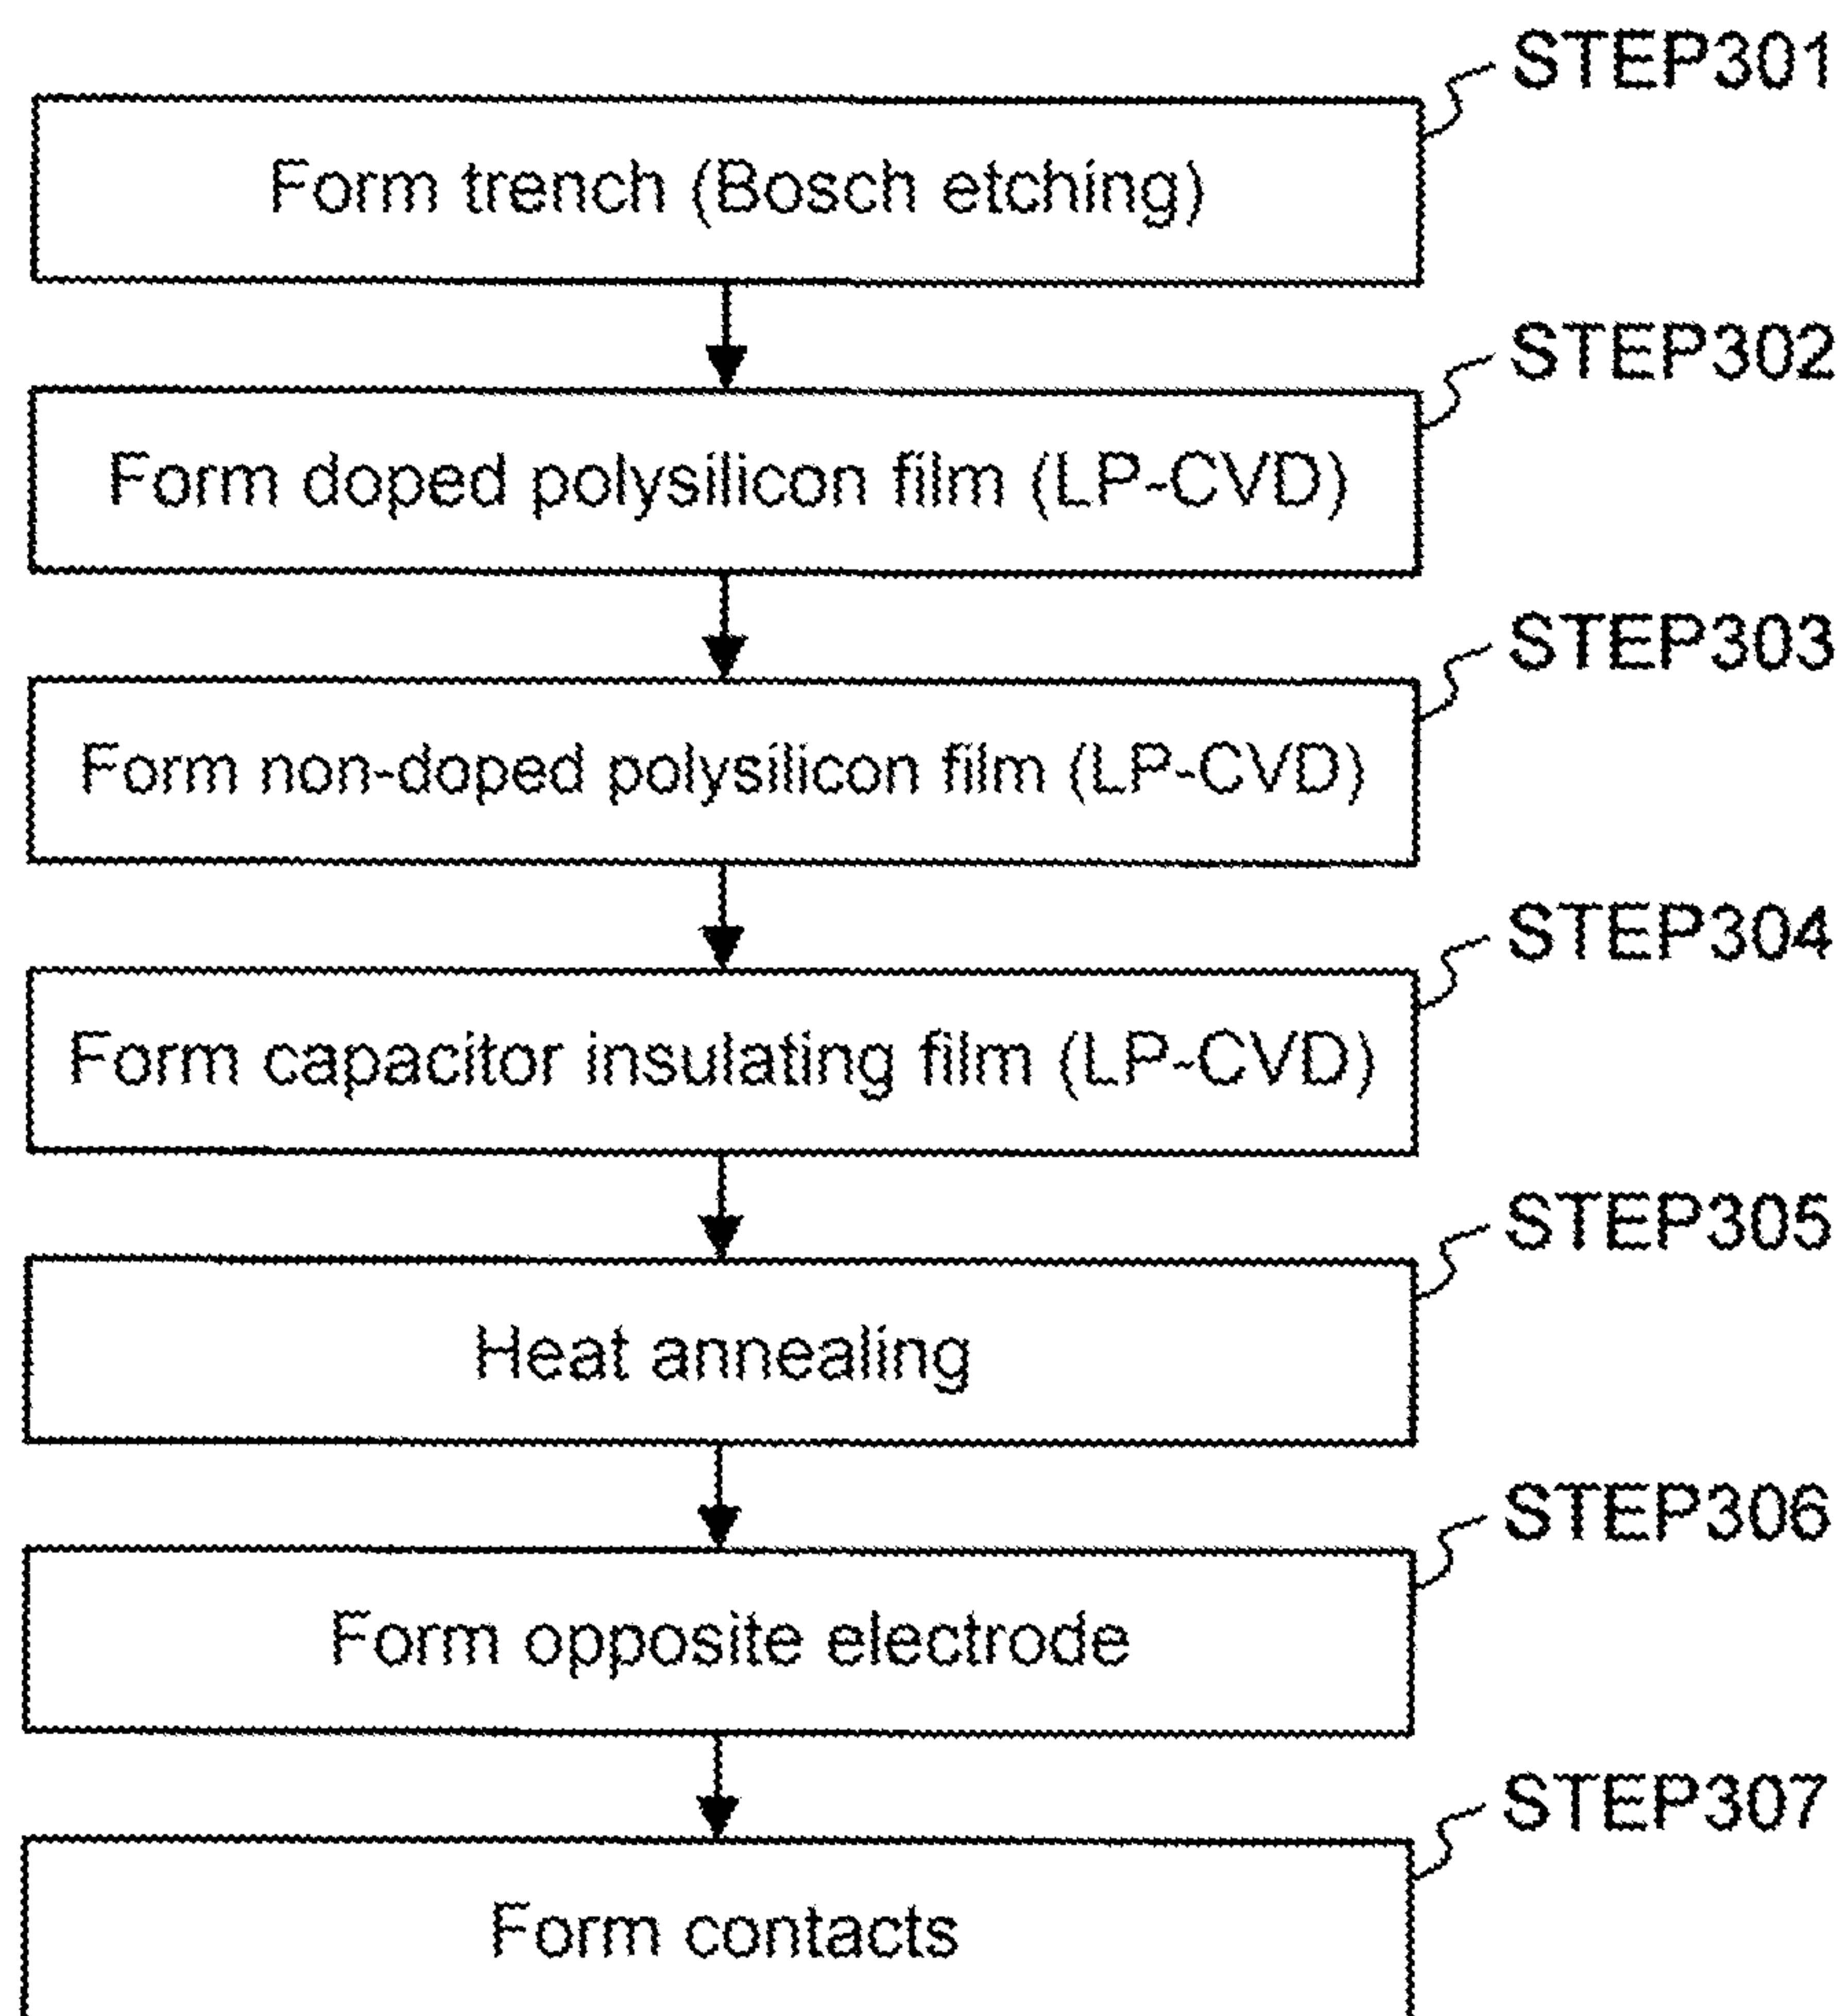 STEP301
Form trench (Bosch etching)
STEP302
Form doped polysilicon film (LP-CVD)
STEP303
Form non-doped polysilicon film (LP-CVD)
STEP304
Form capacitor insulating film (LP-CVD)
STEP305
Heat annealing
STEP306
Form opposite electrode
STEP307
Form contacts